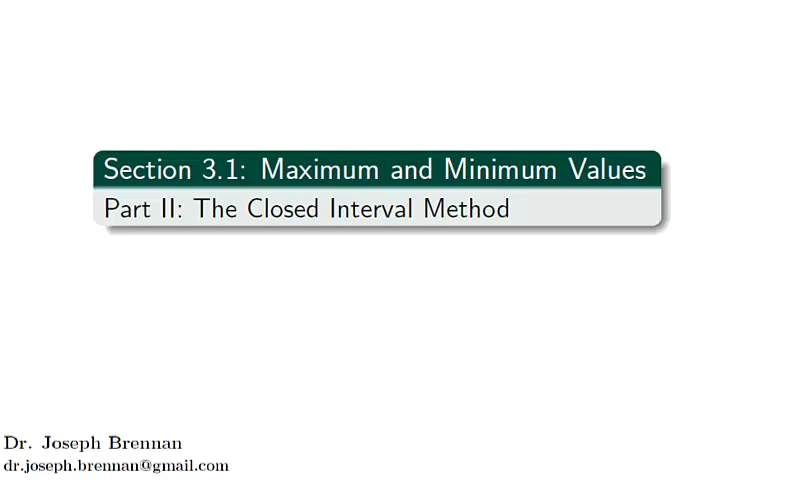 Section 3.1: Maximum and Minimum Values
Part II: The Closed Interval Method
Dr. Joseph Brennan
dr.joseph.brennan@gmail.com